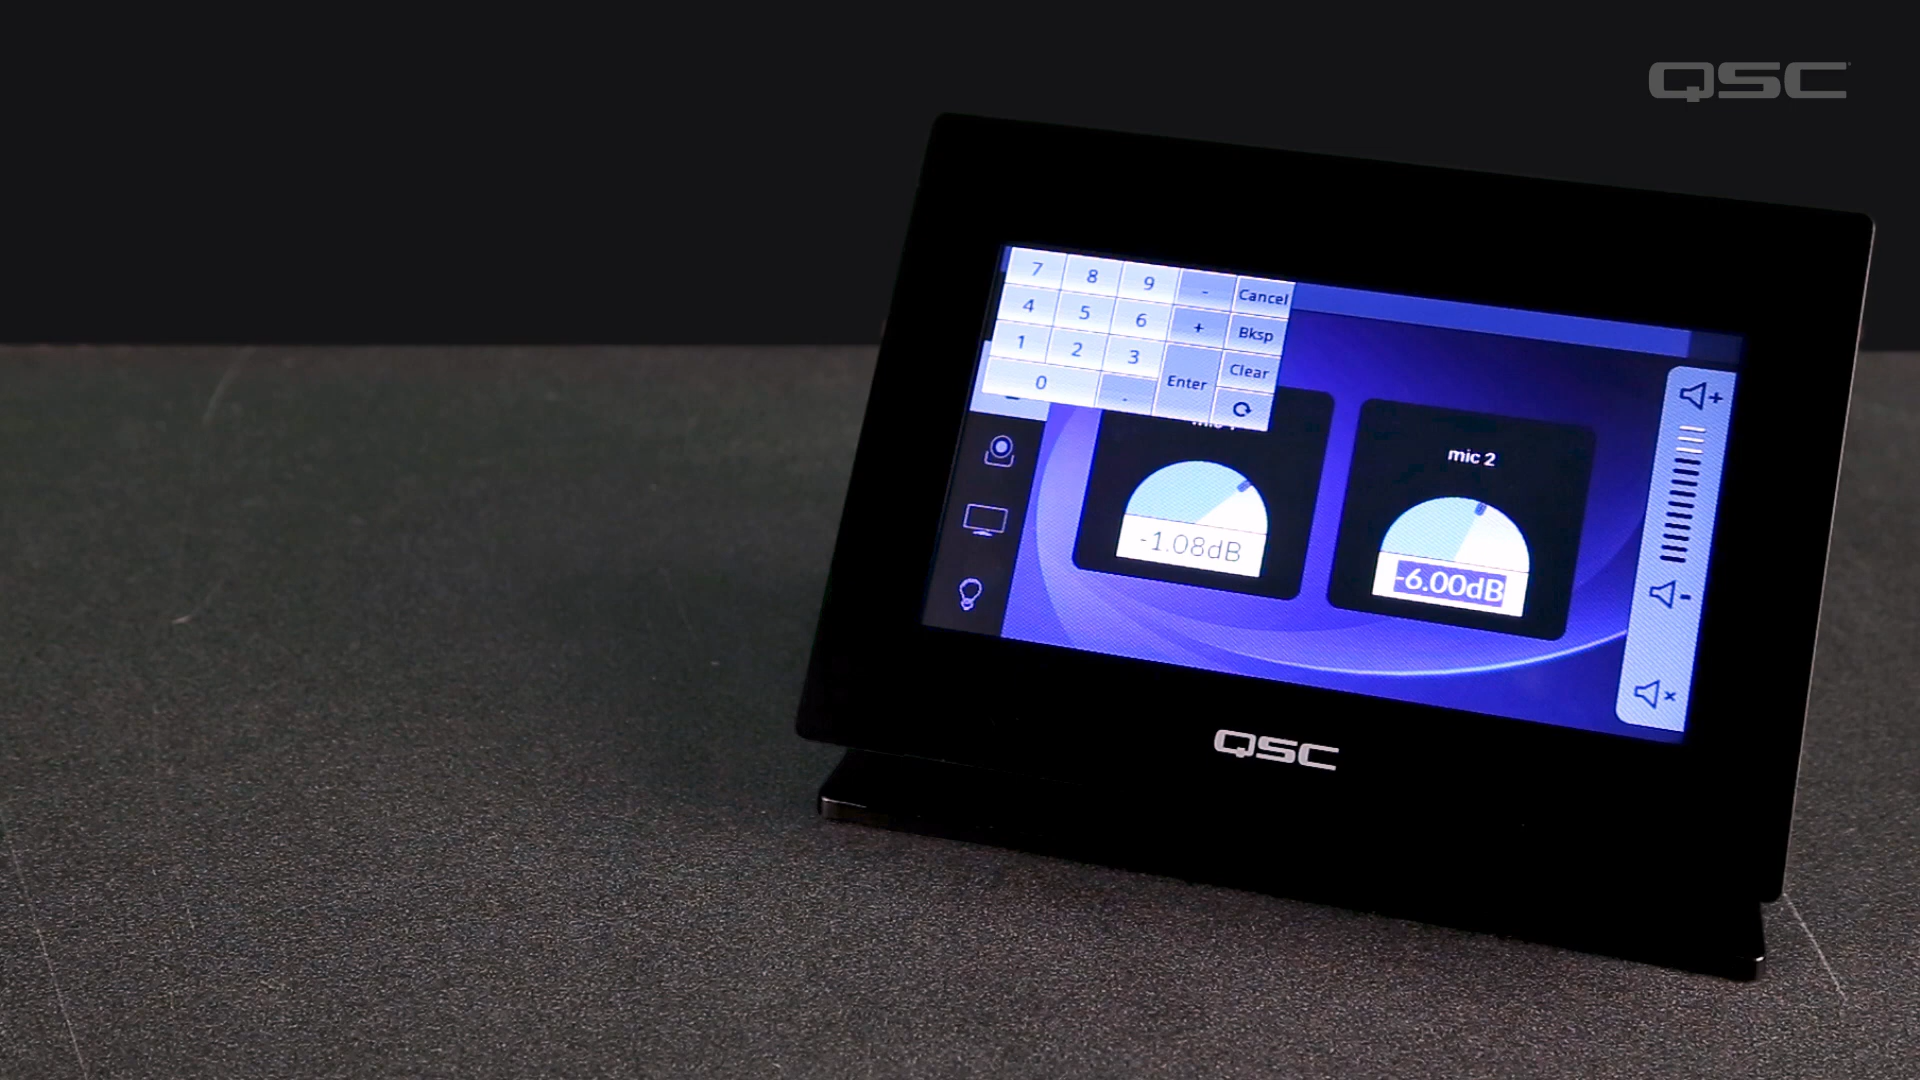 QSC
7 8 9 - Cancel
4 5 6 + Bksp
1 2 3 Enter Clear
0 .
mic 2
-1.08dB
-6.00dB
QSC